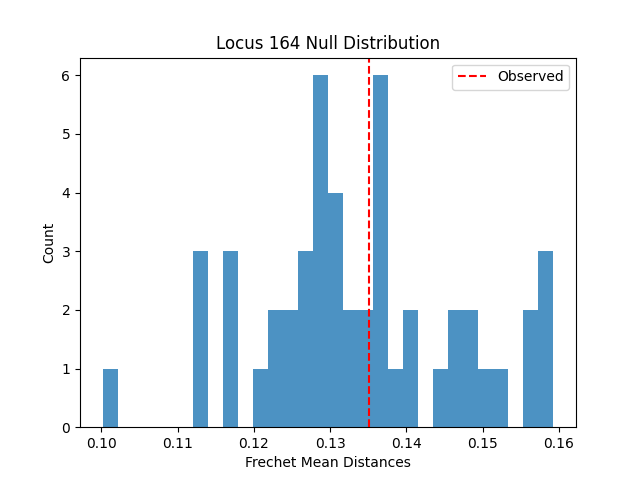 Locus 164 Null Distribution
Observed
Count
6
5
4
3
2
1
0
0.10 0.11 0.12 0.13 0.14 0.15 0.16
Frechet Mean Distances